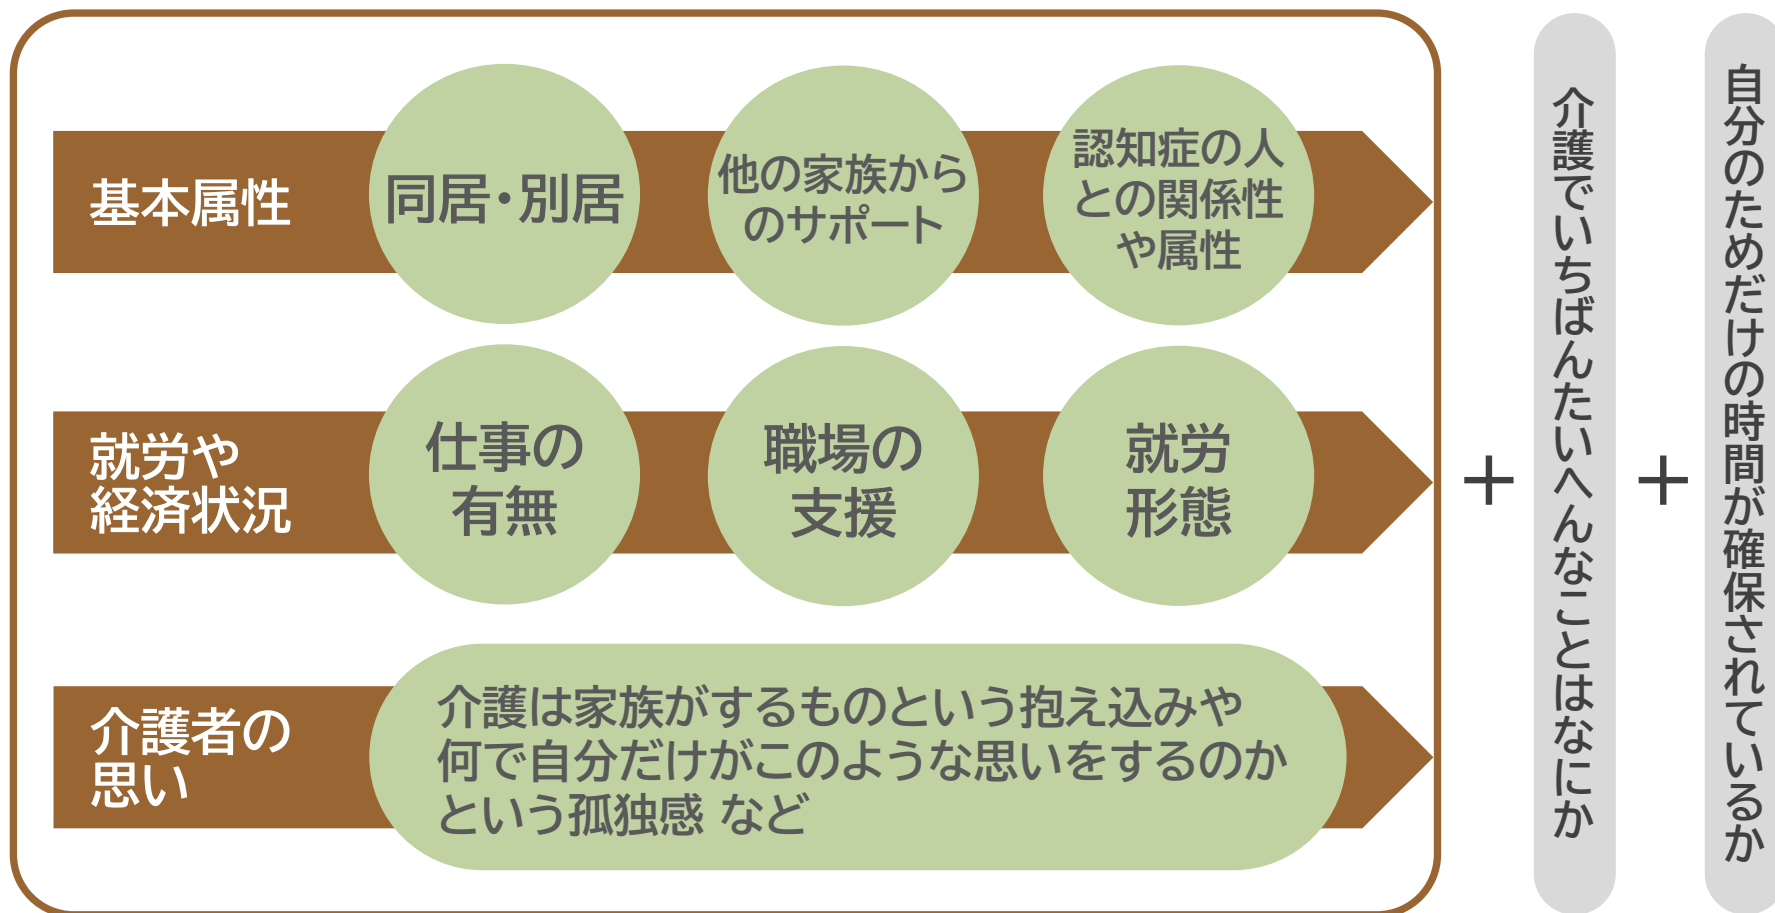 基本属性
同居・別居
他の家族から
のサポート
認知症の人
との関係性
や属性
就労や
経済状況
仕事の
有無
職場の
支援
就労
形態
介護者の
思い
介護は家族がするものという抱え込みや
何で自分だけがこのような思いをするのか
という孤独感 など
＋
介護でいちばんたいへんなことはなにか
＋
自分のためだけの時間が確保されているか